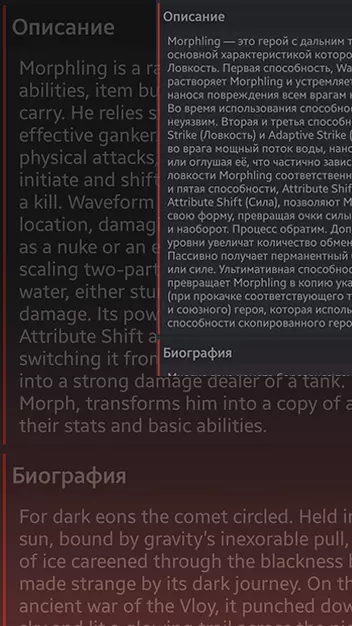 Описание
Morphling is a ra
abilities, item bu
carry. He relies s
effective ganker
physical attacks,
initiate and shift
a kill. Waveform
location, damag
as a nuke or an e
scaling two-part
water, either stu
damage. Its pow
Attribute Shift a
switching it fron
into a strong damage dealer or a tank.
Morph, transforms him into a copy of a
their stats and basic abilities.
Биография
For dark eons the comet circled. Held in
sun, bound by gravity's inexorable pull,
of ice careened through the blackness b
made strange by its dark journey. On th
ancient war of the Vloy, it punched dow
Описание
Morphling — это герой с дальним т
основной характеристикой которо
Ловкость. Первая способность, Wa
растворяет Morphling и устремляет
нанося повреждения всем врагам н
Во время использования способно
неуязвим. Вторая и третья способн
Strike (Ловкость) и Adaptive Strike (
во врага мощный поток воды, нано
или оглушая её, что частично завис
ловкости Morphling соответственн
и пятая способности, Attribute Shif
Attribute Shift (Сила), позволяют М
свою форму, превращая очки силы
и наоборот. Процесс обратим. Доп
уровни увеличат количество обмен
Пассивно получает перманентный
или силе. Ультимативная способнос
превращает Morphling в копию ука
(при прокачке соответствующего т
и союзного) героя, которая исполь
способности скопированного геро
Биография